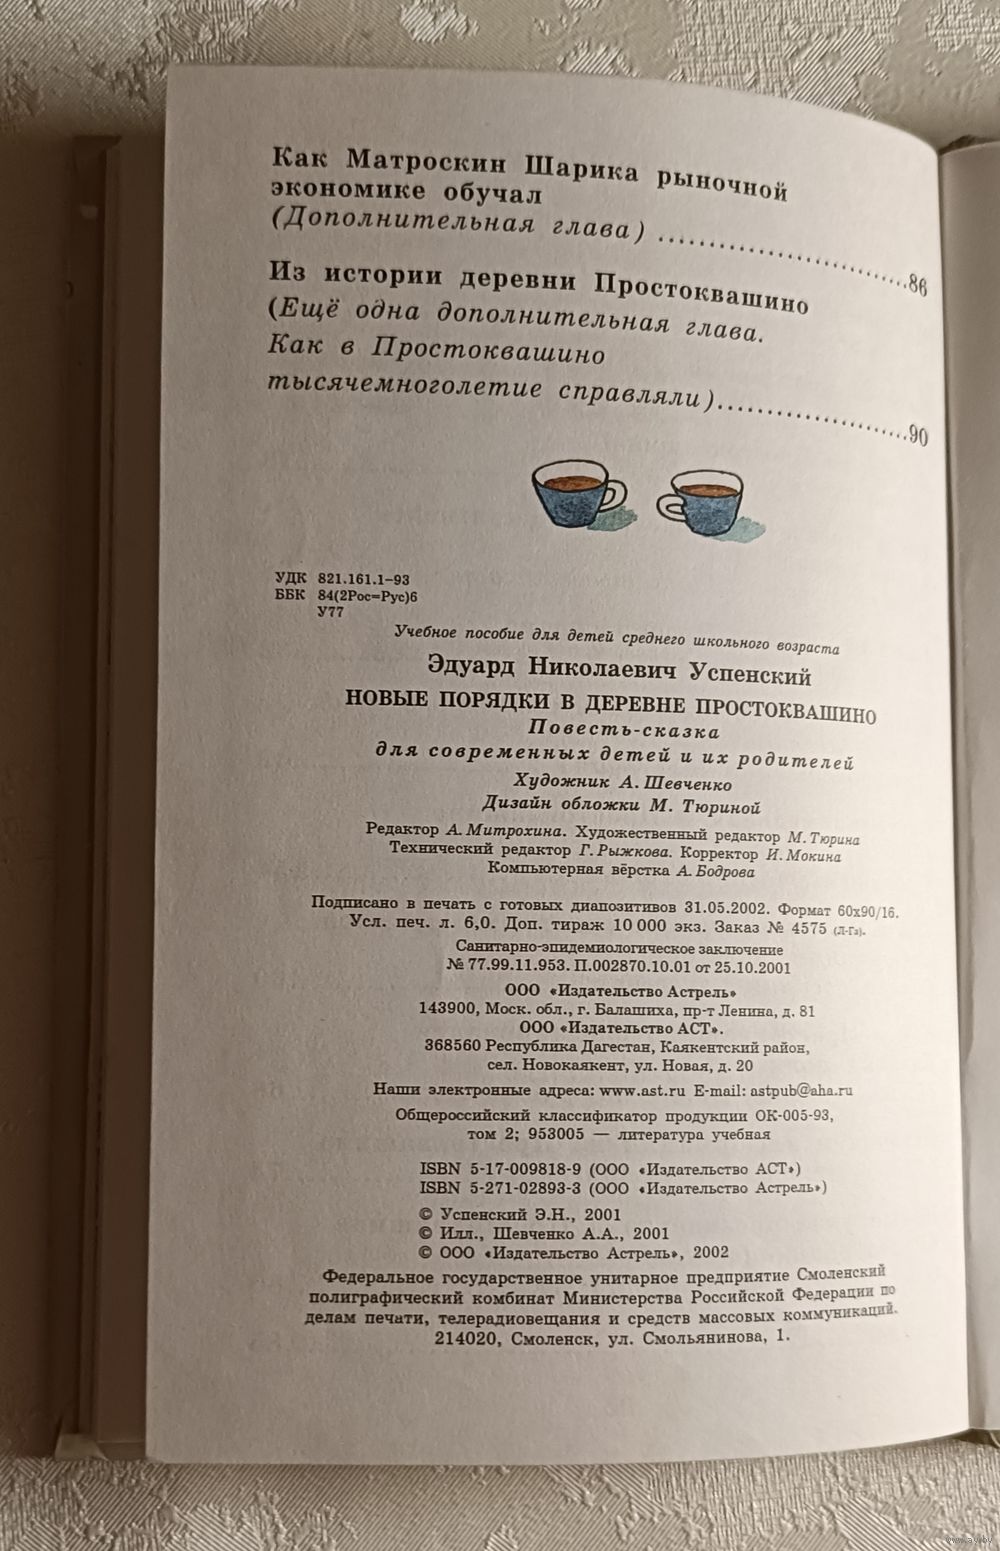 Как Матроскин Шарика рыночной
экономике обучал
(Дополнительная глава) ..............................86
Из истории деревни Простоквашино
(Ещё одна дополнительная глава.
Как в Простоквашино
тысячемноголетие справляли)........................90
УДК 821.161.1–93
ББК 84(2Рос=Рус)6
У77
Учебное пособие для детей среднего школьного возраста
Эдуард Николаевич Успенский
НОВЫЕ ПОРЯДКИ В ДЕРЕВНЕ ПРОСТОКВАШИНО
Повесть-сказка
для современных детей и их родителей
Художник А. Шевченко
Дизайн обложки М. Тюриной
Редактор А. Митрохина. Художественный редактор М. Тюрина
Технический редактор Г. Рыжкова. Корректор И. Мокина
Компьютерная вёрстка А. Бодрова
Подписано в печать с готовых диапозитивов 31.05.2002. Формат 60x90/16.
Усл. печ. л. 6,0. Доп. тираж 10 000 экз. Заказ № 4575 (л-га).
Санитарно-эпидемиологическое заключение
№ 77.99.11.953. П.002870.10.01 от 25.10.2001
ООО «Издательство Астрель»
143900, Моск. обл., г. Балашиха, пр-т Ленина, д. 81
ООО «Издательство АСТ».
368560 Республика Дагестан, Каякентский район,
сел. Новокаякент, ул. Новая, д. 20
Наши электронные адреса: www.ast.ru E-mail: astpub@aha.ru
Общероссийский классификатор продукции ОК-005-93,
том 2; 953005 — литература учебная
ISBN 5-17-009818-9 (ООО «Издательство АСТ»)
ISBN 5-271-02893-3 (ООО «Издательство Астрель»)
© Успенский Э.Н., 2001
© Илл., Шевченко А.А., 2001
© ООО «Издательство Астрель», 2002
Федеральное государственное унитарное предприятие Смоленский
полиграфический комбинат Министерства Российской Федерации по
делам печати, телерадиовещания и средств массовых коммуникаций.
214020, Смоленск, ул. Смольянинова, 1.
www.ay.by